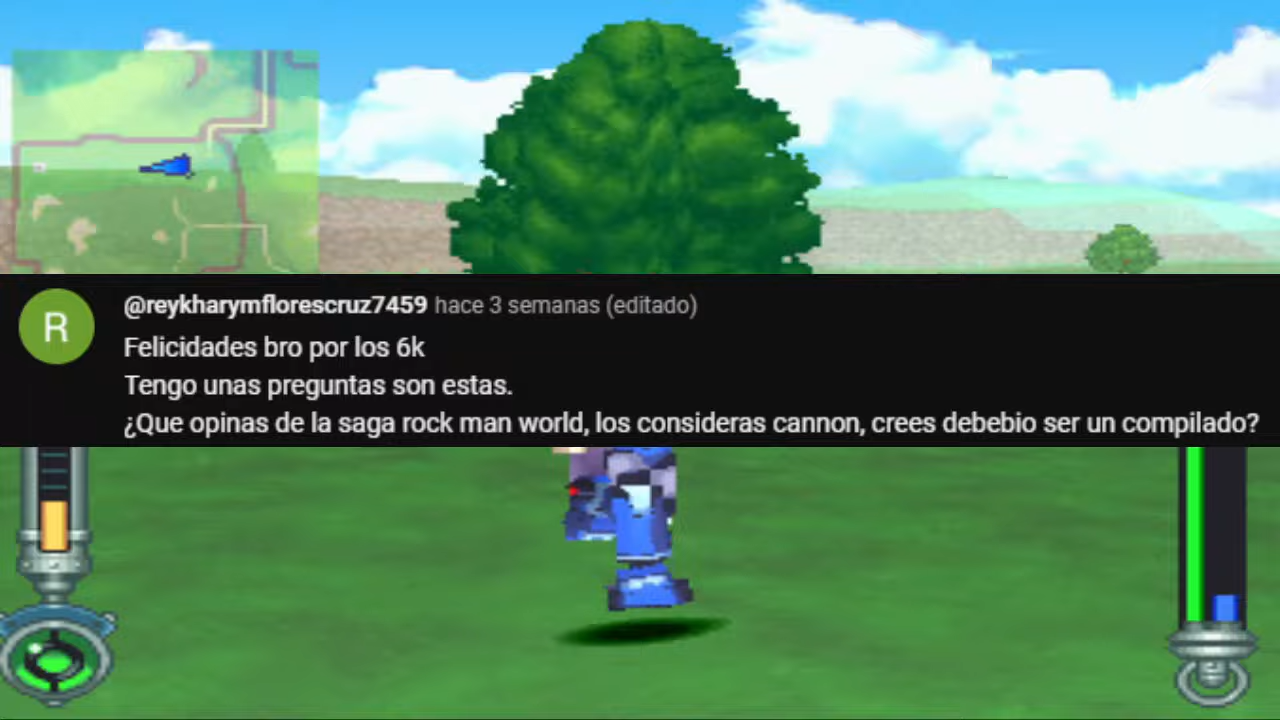 R
@reykharymflorescruz7459 hace 3 semanas (editado)
Felicidades bro por los 6k
Tengo unas preguntas son estas.
¿Que opinas de la saga rock man world, los consideras cannon, crees debebio ser un compilado?